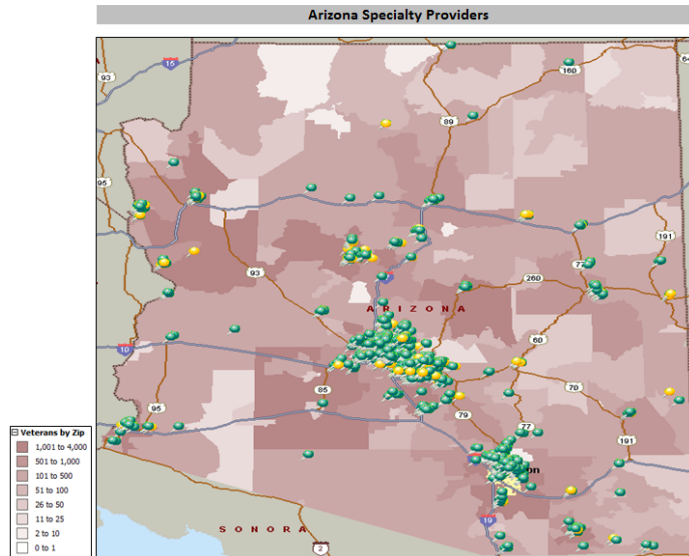 Arizona Specialty Providers
15
93
160
64
89
95
93
264
191
77
260
17
ARIZONA
10
60
85
70
95
79
77
191
on
19
SONORA
2
Veterans by Zip
1,001 to 4,000
501 to 1,000
101 to 500
51 to 100
26 to 50
11 to 25
2 to 10
0 to 1